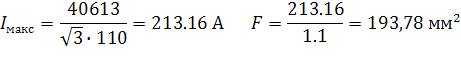 I_макс = 40613 / (√3 · 110) = 213.16 А F = 213.16 / 1.1 = 193,78 мм²